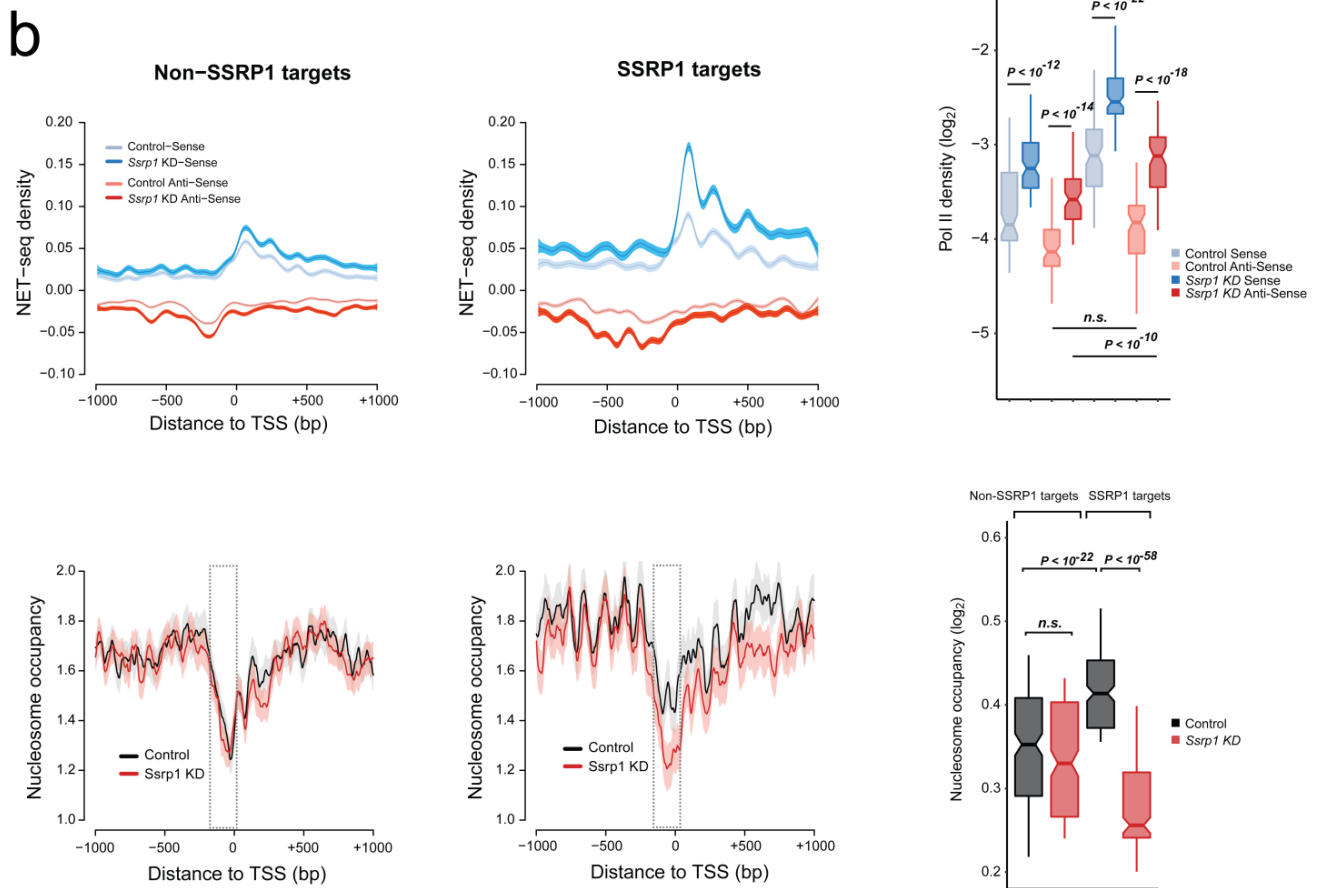 b
Non−SSRP1 targets
NET−seq density
0.20
0.15
0.10
0.05
0.00
−0.05
−0.10
Control−Sense
Ssrp1 KD−Sense
Control Anti-Sense
Ssrp1 KD Anti-Sense
−1000 −500 0 +500 +1000
Distance to TSS (bp)
SSRP1 targets
NET−seq density
0.20
0.15
0.10
0.05
0.00
−0.05
−0.10
−1000 −500 0 +500 +1000
Distance to TSS (bp)
Pol II density (log2)
−2
−3
−4
−5
P < 10-12
P < 10-14
P < 10-22
P < 10-18
n.s.
P < 10-10
Control Sense
Control Anti-Sense
Ssrp1 KD Sense
Ssrp1 KD Anti-Sense
Nucleosome occupancy
2.0
1.8
1.6
1.4
1.2
1.0
Control
Ssrp1 KD
−1000 −500 0 +500 +1000
Distance to TSS (bp)
Nucleosome occupancy
2.0
1.8
1.6
1.4
1.2
1.0
Control
Ssrp1 KD
−1000 −500 0 +500 +1000
Distance to TSS (bp)
Non-SSRP1 targets SSRP1 targets
Nucleosome occupancy (log2)
0.6
0.5
0.4
0.3
0.2
P < 10-22 P < 10-58
n.s.
Control
Ssrp1 KD